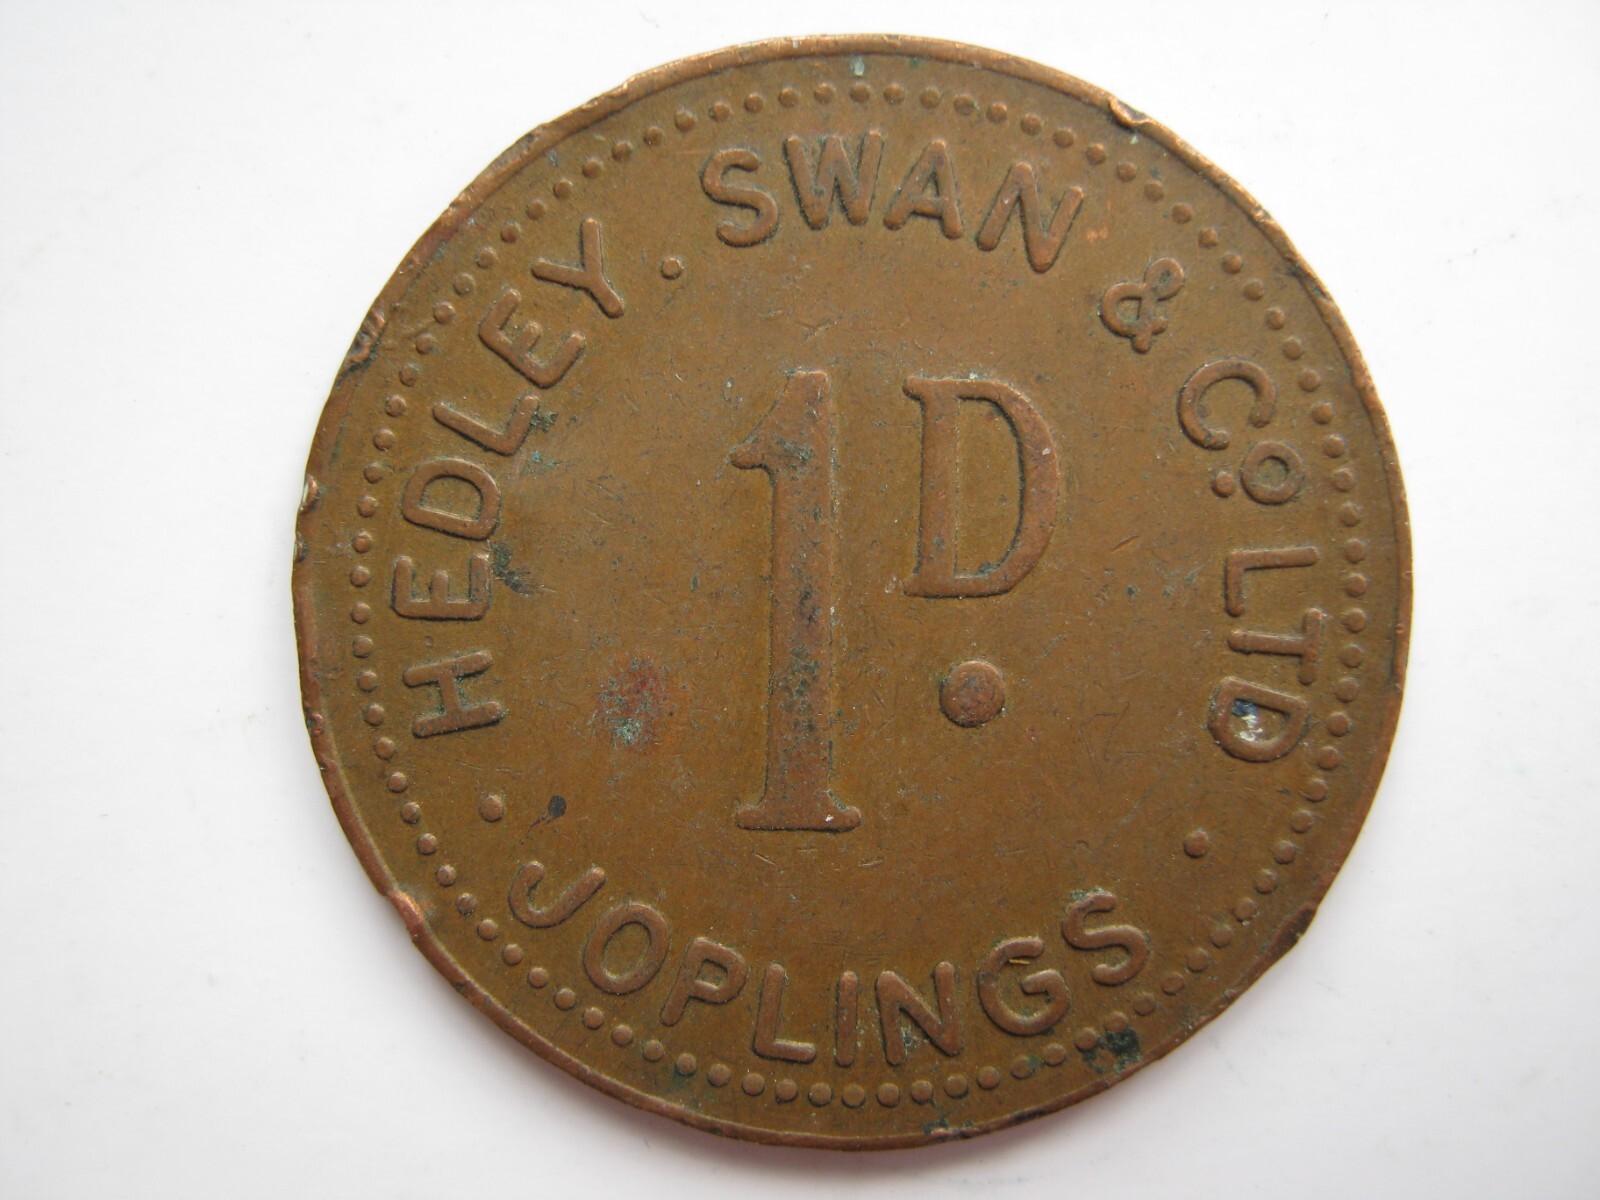 HEDLEY. SWAN & Co. LTD
1D.
JOPLINGS